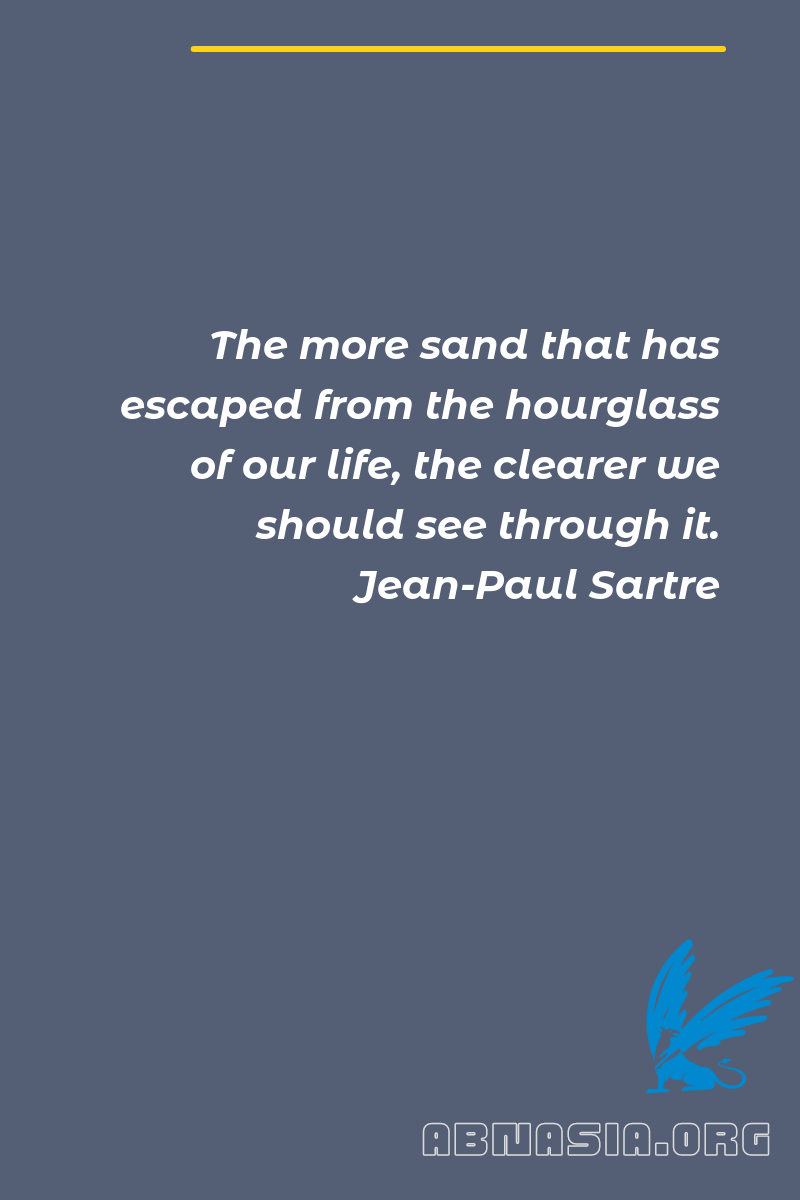 The more sand that has
escaped from the hourglass
of our life, the clearer we
should see through it.
Jean-Paul Sartre
ABNASIA.ORG